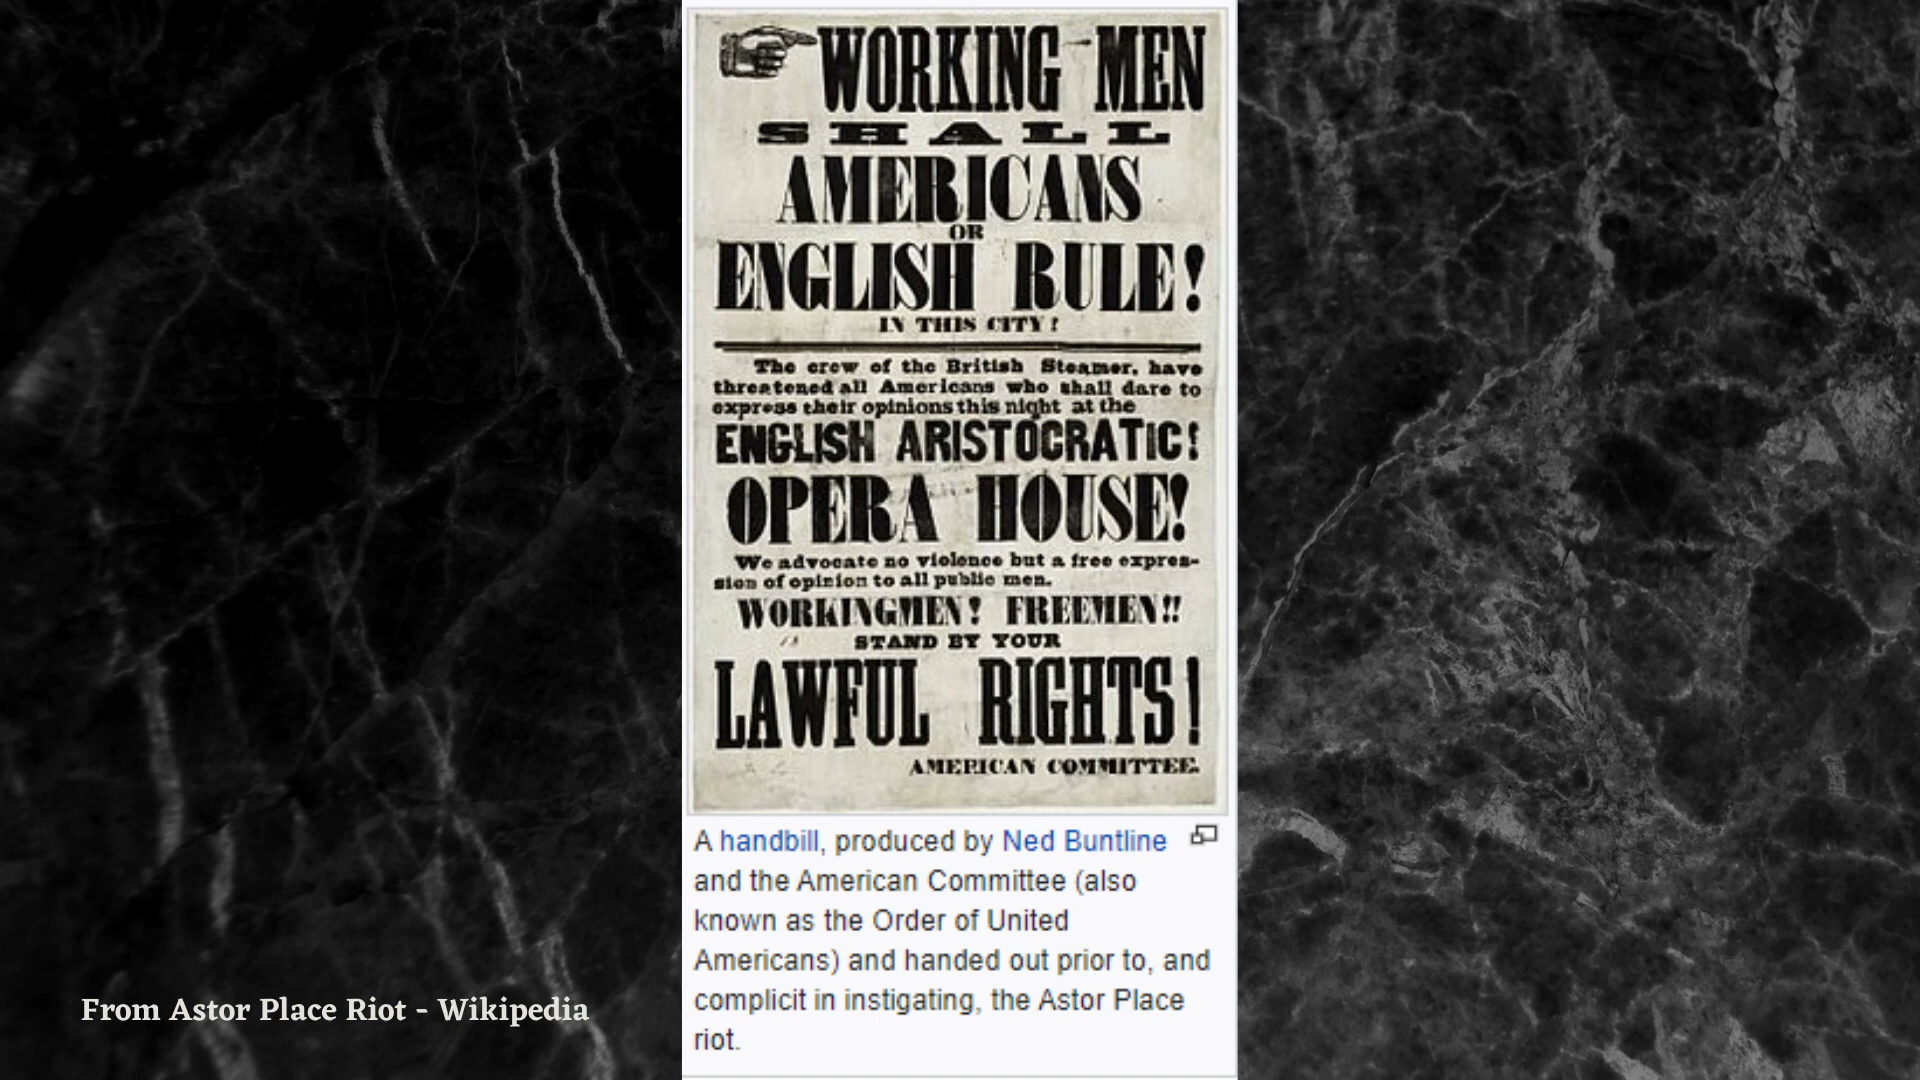 WORKING MEN
SHALL
AMERICANS
OR
ENGLISH RULE!
IN THIS CITY?
The crew of the British Steamer, have
threatened all Americans who shall dare to
express their opinions this night at the
ENGLISH ARISTOCRATIC!
OPERA HOUSE!
We advocate no violence but a free expres-
sion of opinion to all public men.
WORKINGMEN! FREEMEN!!
STAND BY YOUR
LAWFUL RIGHTS!
AMERICAN COMMITTEE.
A handbill, produced by Ned Buntline
and the American Committee (also
known as the Order of United
Americans) and handed out prior to, and
complicit in instigating, the Astor Place
riot.
From Astor Place Riot - Wikipedia